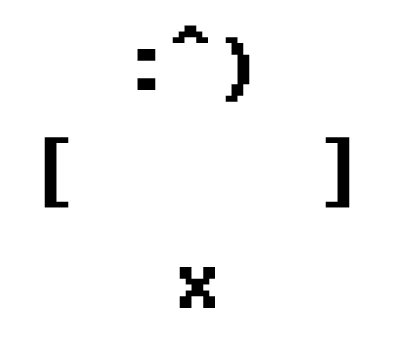 :^)
[ ]
x